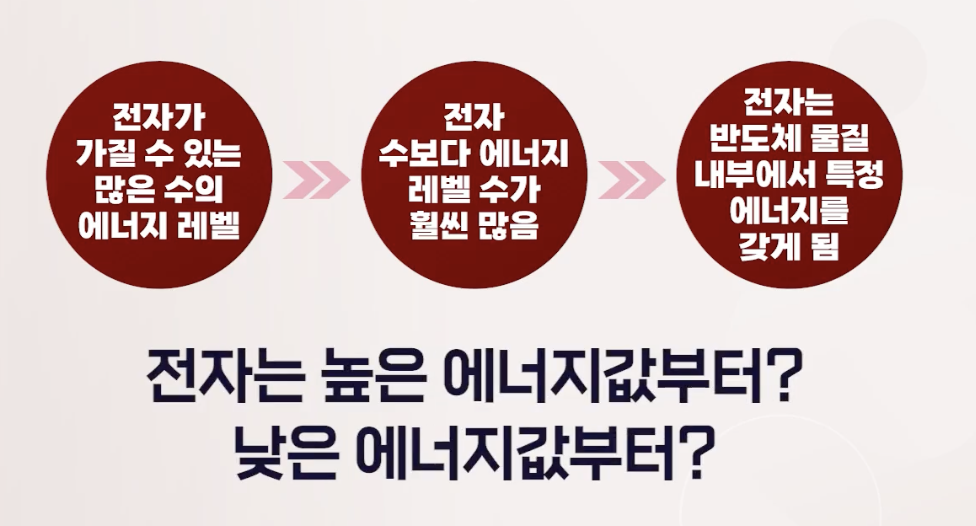 전자가
가질 수 있는
많은 수의
에너지 레벨
전자
수보다 에너지
레벨 수가
훨씬 많음
전자는
반도체 물질
내부에서 특정
에너지를
갖게 됨
전자는 높은 에너지값부터?
낮은 에너지값부터?